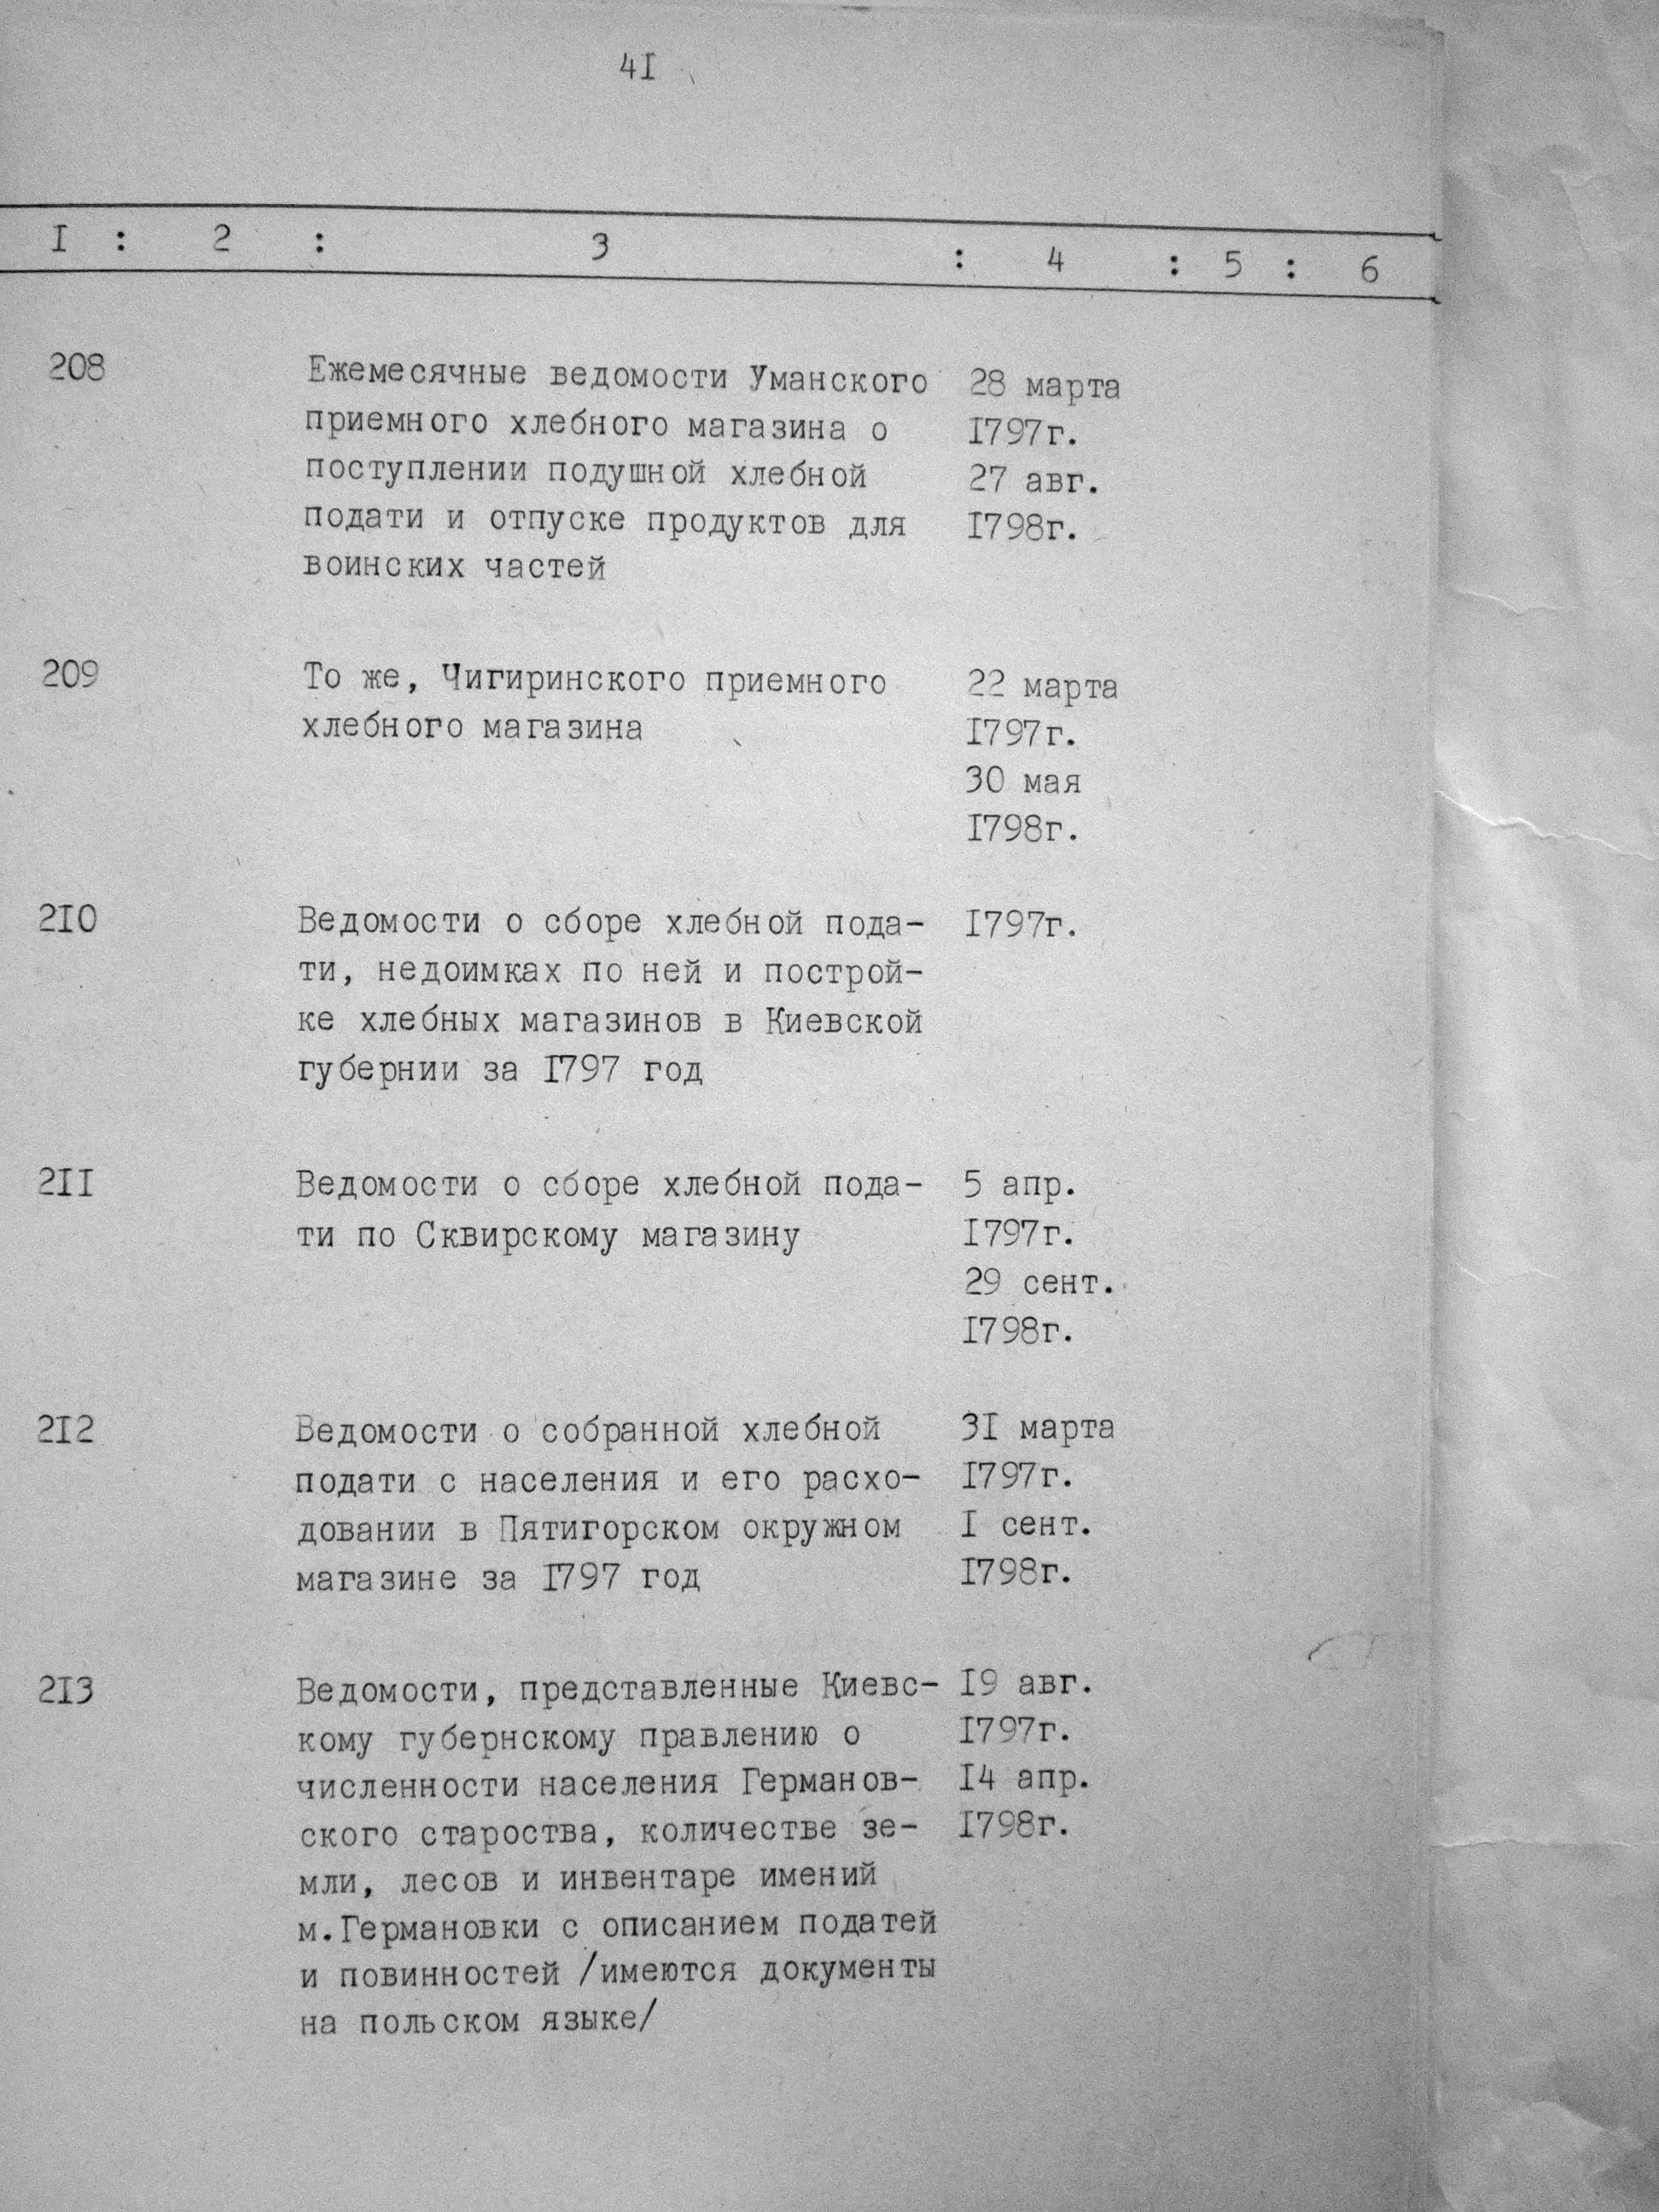 41
1 : 2 : 3 : 4 : 5 : 6
208 Ежемесячные ведомости Уманского 28 марта
приемного хлебного магазина о 1797г.
поступлении подушной хлебной 27 авг.
подати и отпуске продуктов для 1798г.
воинских частей
209 То же, Чигиринского приемного 22 марта
хлебного магазина 1797г.
30 мая
1798г.
210 Ведомости о сборе хлебной пода- 1797г.
ти, недоимках по ней и построй-
ке хлебных магазинов в Киевской
губернии за 1797 год
211 Ведомости о сборе хлебной пода- 5 апр.
ти по Сквирскому магазину 1797г.
29 сент.
1798г.
212 Ведомости о собранной хлебной 31 марта
подати с населения и его расхо- 1797г.
довании в Пятигорском окружном 1 сент.
магазине за 1797 год 1798г.
213 Ведомости, представленные Киевс- 19 авг.
кому губернскому правлению о 1797г.
численности населения Германов- 14 апр.
ского староства, количестве зе- 1798г.
мли, лесов и инвентаре имений
м.Германовки с описанием податей
и повинностей /имеются документы
на польском языке/